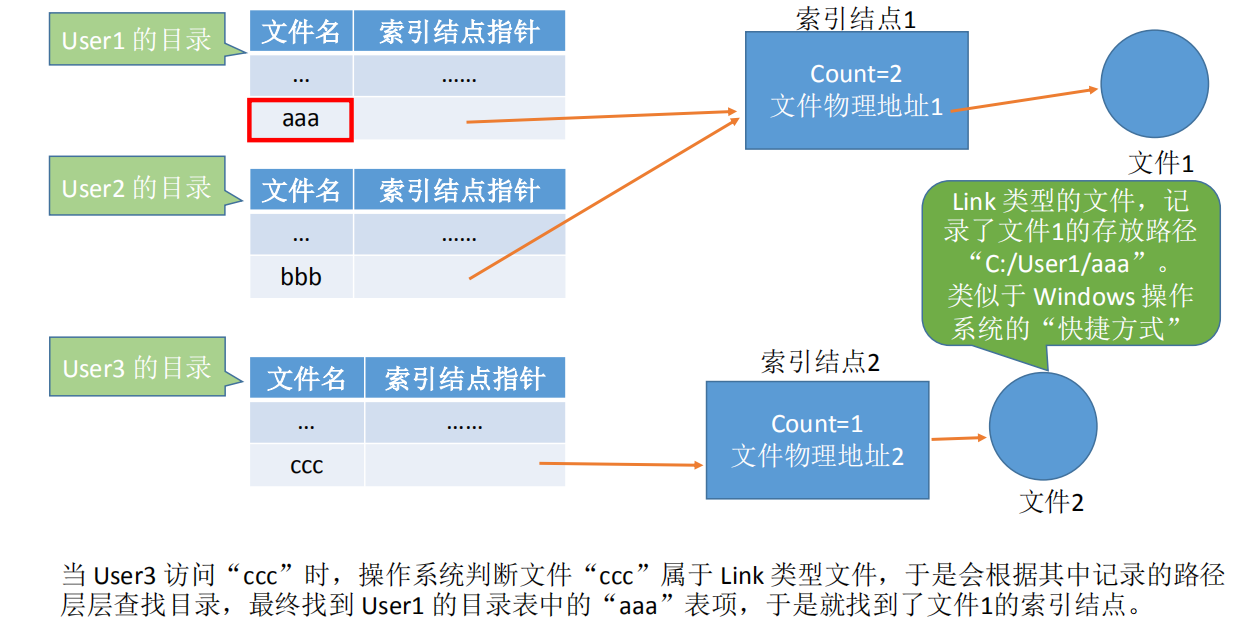 User1 的目录
文件名 索引结点指针
... ......
aaa
索引结点1
Count=2
文件物理地址1
文件1
User2 的目录
文件名 索引结点指针
... ......
bbb
Link 类型的文件，记
录了文件1的存放路径
“C:/User1/aaa”。
类似于 Windows 操作
系统的“快捷方式”
User3 的目录
文件名 索引结点指针
... ......
ccc
索引结点2
Count=1
文件物理地址2
文件2
当 User3 访问“ccc”时，操作系统判断文件“ccc”属于 Link 类型文件，于是会根据其中记录的路径
层层查找目录，最终找到 User1 的目录表中的“aaa”表项，于是就找到了文件1的索引结点。